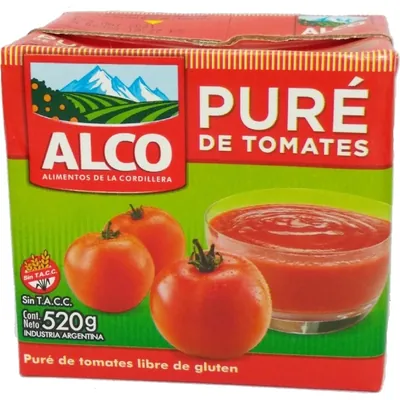 ALCO
ALIMENTOS DE LA CORDILLERA
PURÉ
DE TOMATES
Sin T.A.C.C.
Sin T.A.C.C.
Cont.
Neto 520g
INDUSTRIA ARGENTINA
Puré de tomates libre de gluten